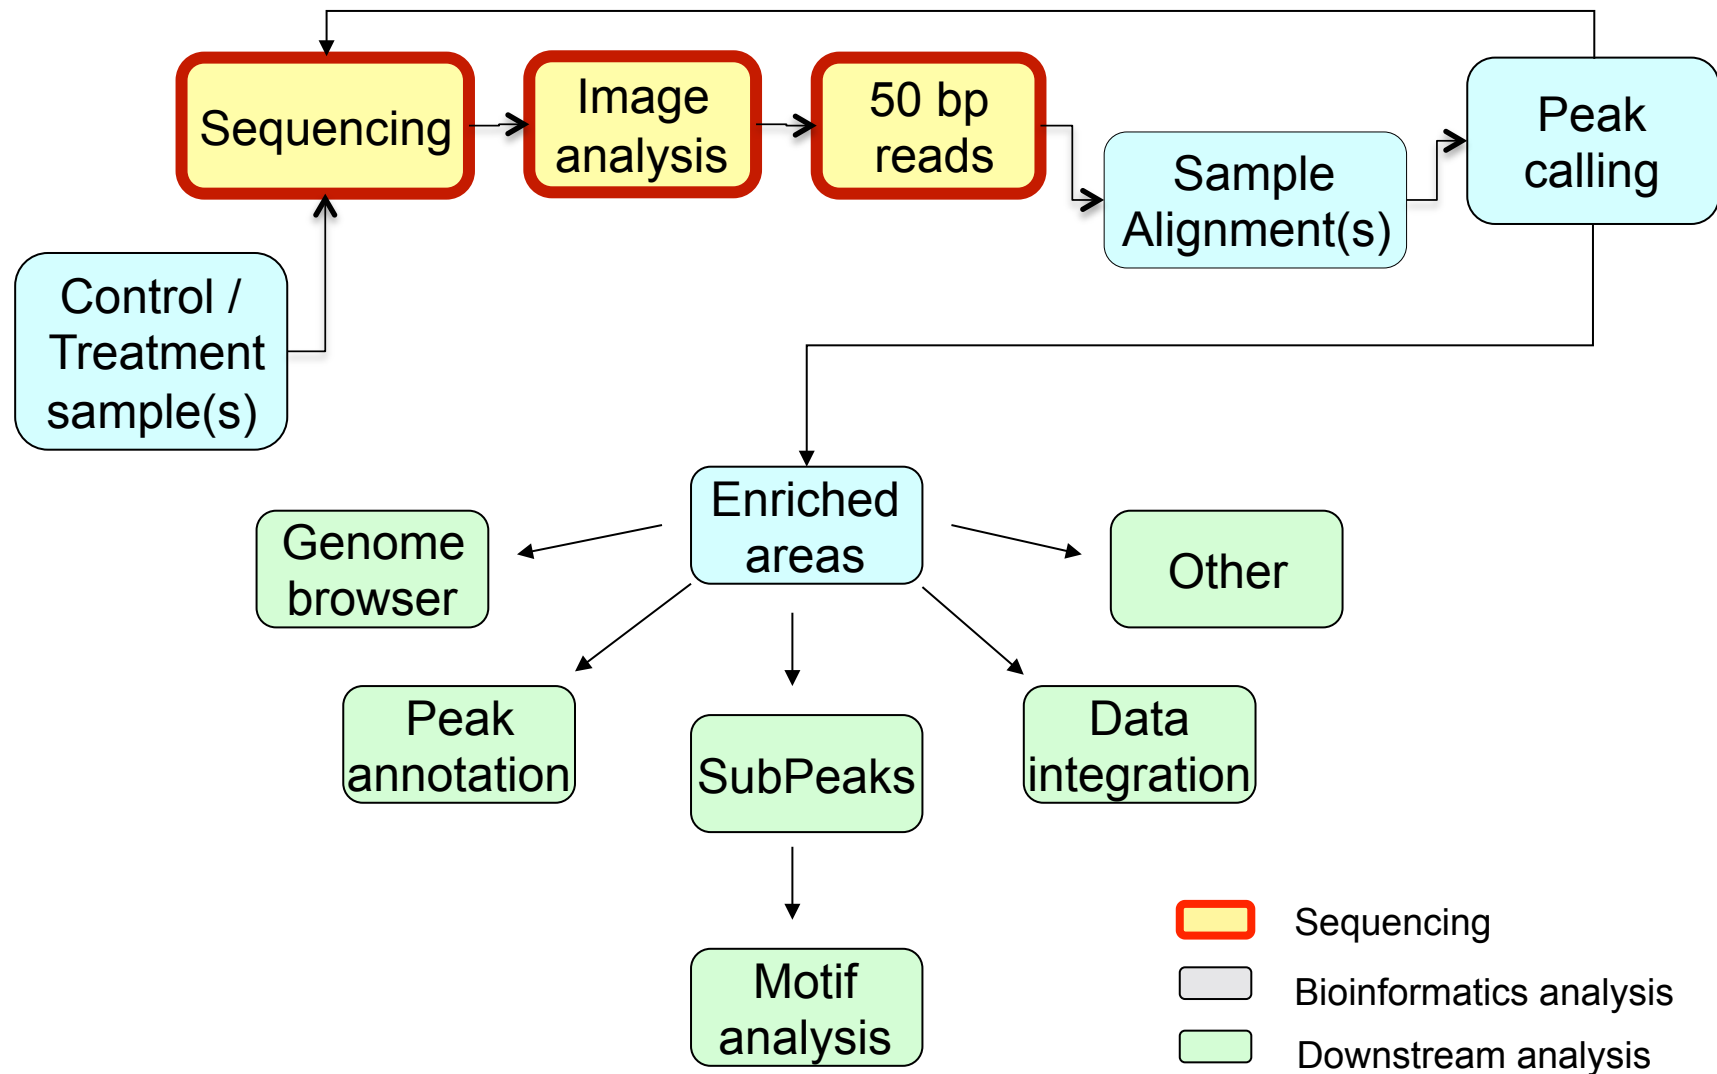 Sequencing
Image
analysis
50 bp
reads
Sample
Alignment(s)
Peak
calling
Control /
Treatment
sample(s)
Enriched
areas
Genome
browser
Other
Peak
annotation
SubPeaks
Data
integration
Motif
analysis
Sequencing
Bioinformatics analysis
Downstream analysis